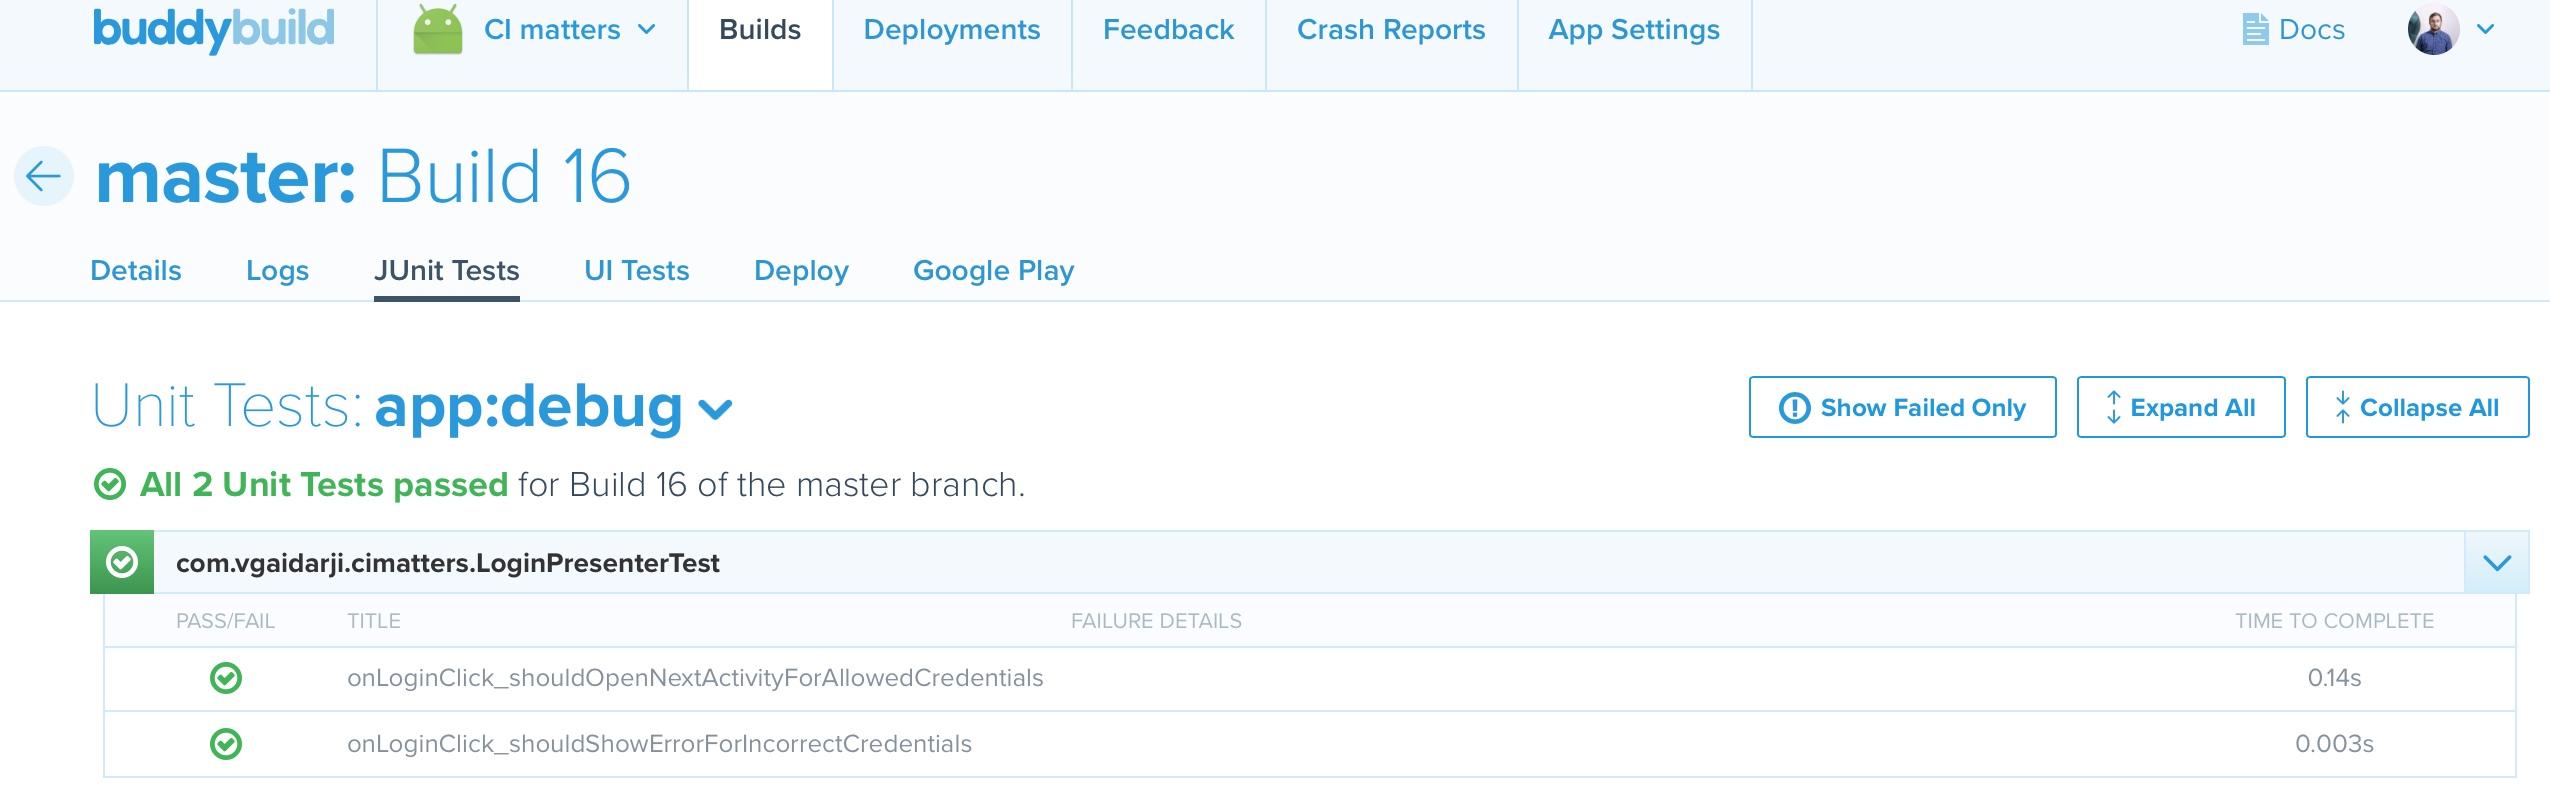 buddybuild CI matters Builds Deployments Feedback Crash Reports App Settings Docs
master: Build 16
Details Logs JUnit Tests UI Tests Deploy Google Play
Unit Tests: app:debug Show Failed Only Expand All Collapse All
All 2 Unit Tests passed for Build 16 of the master branch.
com.vgaidarji.cimatters.LoginPresenterTest
PASS/FAIL TITLE FAILURE DETAILS TIME TO COMPLETE
onLoginClick_shouldOpenNextActivityForAllowedCredentials 0.14s
onLoginClick_shouldShowErrorForIncorrectCredentials 0.003s